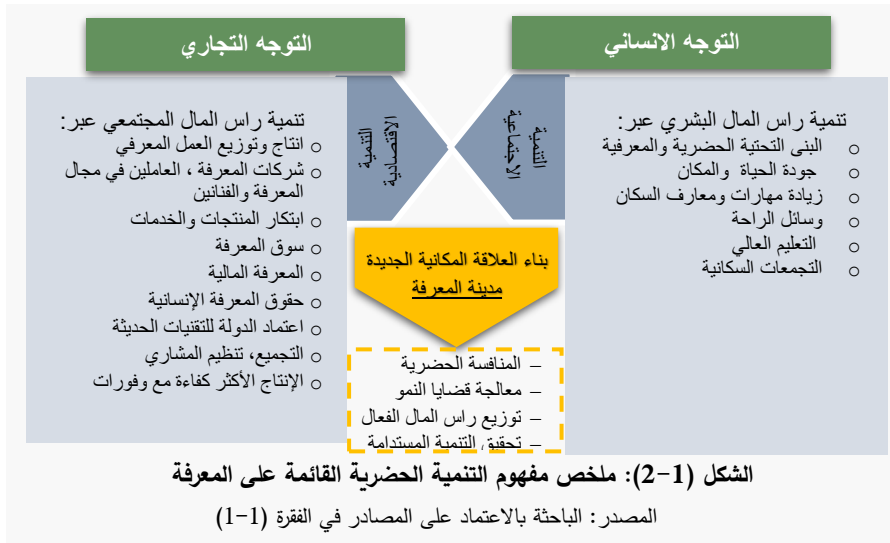 التوجه الانساني
التوجه التجاري
تنمية راس المال البشري عبر:
البنى التحتية الحضرية والمعرفية
جودة الحياة والمكان
زيادة مهارات ومعارف السكان
وسائل الراحة
التعليم العالي
التجمعات السكانية
التنمية
الاجتماعية
التنمية
الاقتصادية
تنمية راس المال المجتمعي عبر:
انتاج وتوزيع العمل المعرفي
شركات المعرفة ، العاملين في مجال
المعرفة والفنانين
ابتكار المنتجات والخدمات
سوق المعرفة
المعرفة المالية
حقوق المعرفة الإنسانية
اعتماد الدولة للتقنيات الحديثة
التجميع، تنظيم المشاري
الإنتاج الأكثر كفاءة مع وفورات
بناء العلاقة المكانية الجديدة
مدينة المعرفة
– المنافسة الحضرية
– معالجة قضايا النمو
– توزيع راس المال الفعال
– تحقيق التنمية المستدامة
الشكل (1-2): ملخص مفهوم التنمية الحضرية القائمة على المعرفة
المصدر: الباحثة بالاعتماد على المصادر في الفقرة (1-1)